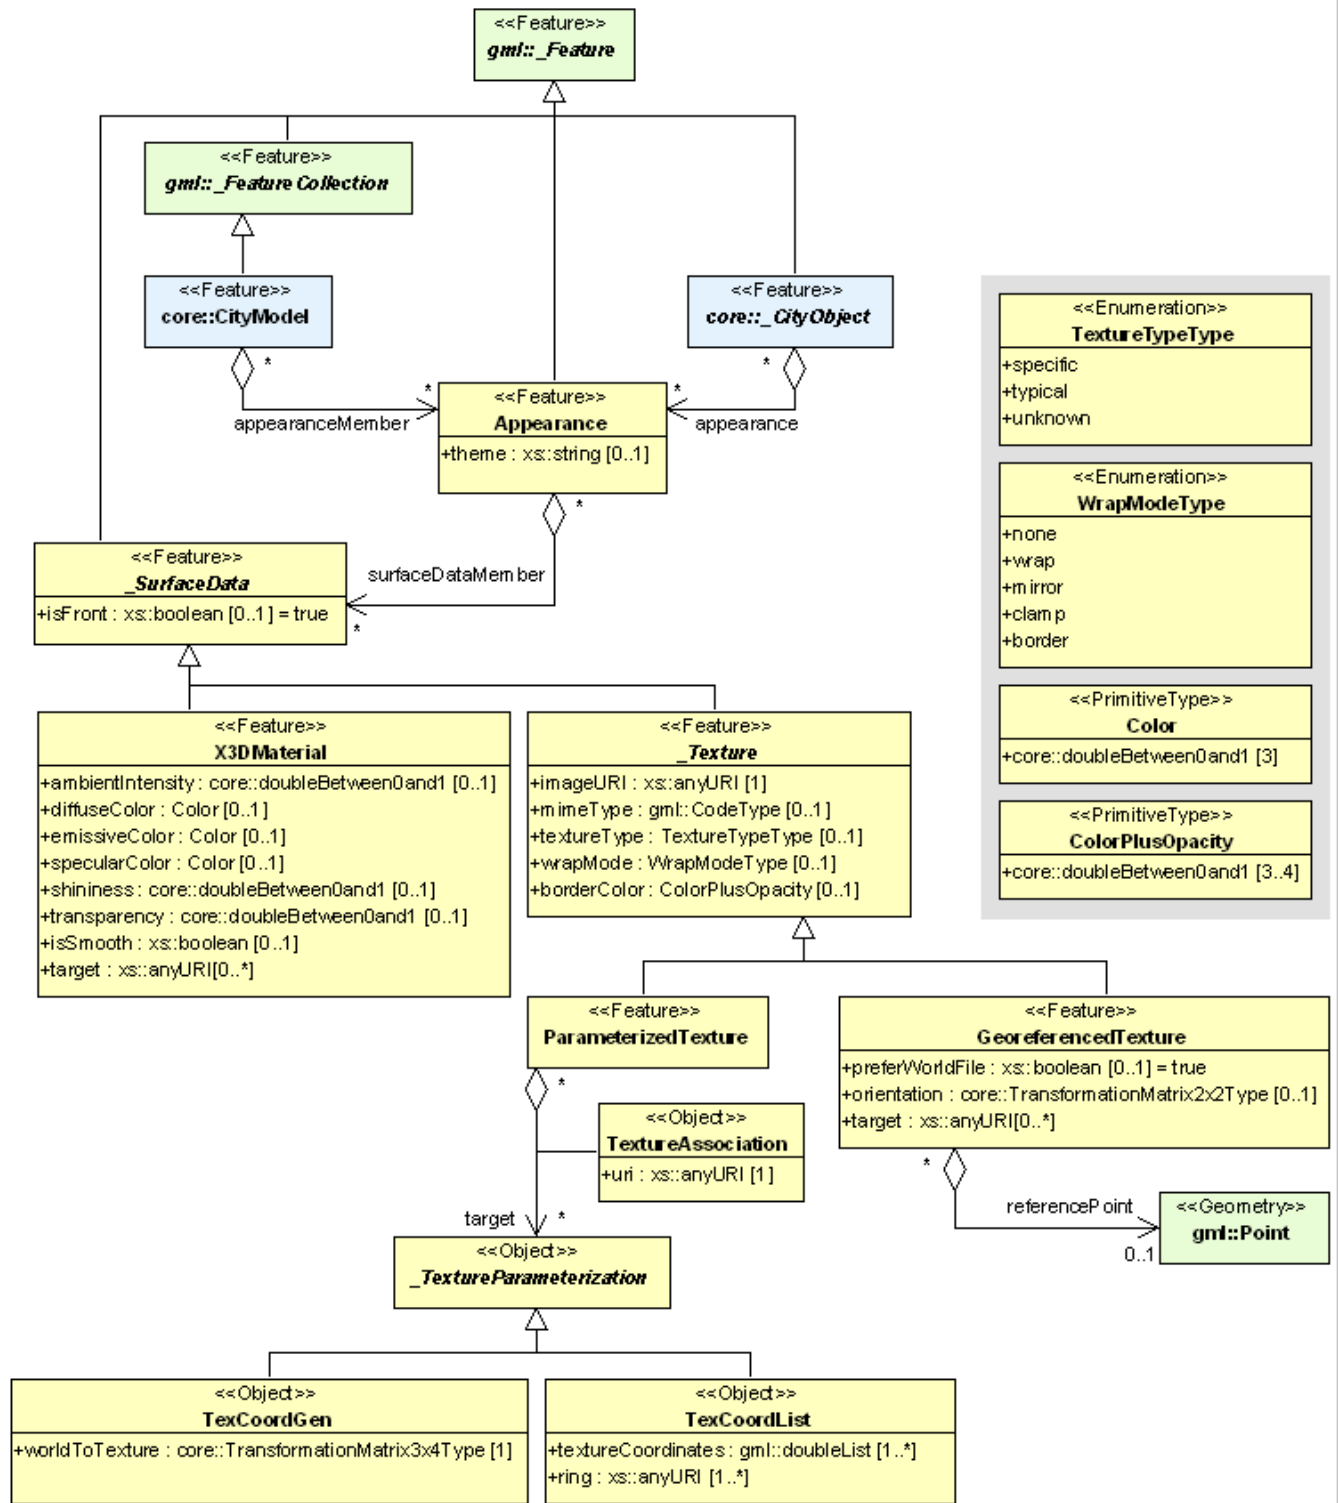 <<Feature>>
gml::_Feature
<<Feature>>
gml::_FeatureCollection
<<Feature>>
core::CityModel
*
appearanceMember
*
<<Feature>>
core::_CityObject
*
appearance
*
<<Feature>>
Appearance
+theme : xs::string [0..1]
*
surfaceDataMember
*
<<Feature>>
_SurfaceData
+isFront : xs::boolean [0..1] = true
<<Enumeration>>
TextureTypeType
+specific
+typical
+unknown
<<Enumeration>>
WrapModeType
+none
+wrap
+mirror
+clamp
+border
<<PrimitiveType>>
Color
+core::doubleBetween0and1 [3]
<<PrimitiveType>>
ColorPlusOpacity
+core::doubleBetween0and1 [3..4]
<<Feature>>
X3DMaterial
+ambientIntensity : core::doubleBetween0and1 [0..1]
+diffuseColor : Color [0..1]
+emissiveColor : Color [0..1]
+specularColor : Color [0..1]
+shininess : core::doubleBetween0and1 [0..1]
+transparency : core::doubleBetween0and1 [0..1]
+isSmooth : xs::boolean [0..1]
+target : xs::anyURI[0..*]
<<Feature>>
_Texture
+imageURI : xs::anyURI [1]
+mimeType : gml::CodeType [0..1]
+textureType : TextureTypeType [0..1]
+wrapMode : WrapModeType [0..1]
+borderColor : ColorPlusOpacity [0..1]
<<Feature>>
ParameterizedTexture
*
<<Object>>
TextureAssociation
+uri : xs::anyURI [1]
target
*
<<Feature>>
GeoreferencedTexture
+preferWorldFile : xs::boolean [0..1] = true
+orientation : core::TransformationMatrix2x2Type [0..1]
+target : xs::anyURI[0..*]
*
referencePoint
0..1
<<Geometry>>
gml::Point
<<Object>>
_TextureParameterization
<<Object>>
TexCoordGen
+worldToTexture : core::TransformationMatrix3x4Type [1]
<<Object>>
TexCoordList
+textureCoordinates : gml::doubleList [1..*]
+ring : xs::anyURI [1..*]